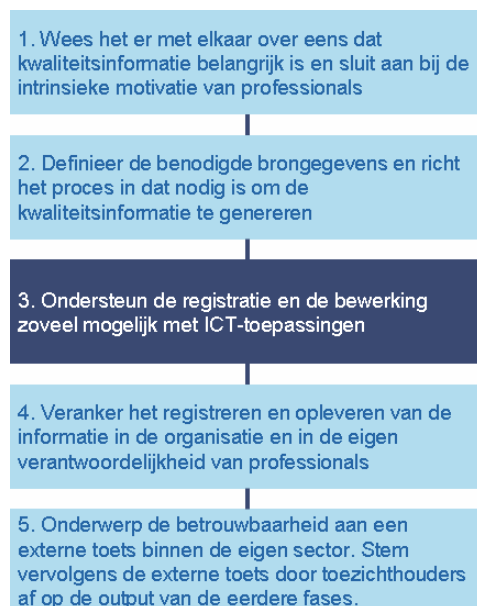 1. Wees het er met elkaar over eens dat
kwaliteitsinformatie belangrijk is en sluit aan bij de
intrinsieke motivatie van professionals
2. Definieer de benodigde brongegevens en richt
het proces in dat nodig is om de
kwaliteitsinformatie te genereren
3. Ondersteun de registratie en de bewerking
zoveel mogelijk met ICT-toepassingen
4. Veranker het registreren en opleveren van de
informatie in de organisatie en in de eigen
verantwoordelijkheid van professionals
5. Onderwerp de betrouwbaarheid aan een
externe toets binnen de eigen sector. Stem
vervolgens de externe toets door toezichthouders
af op de output van de eerdere fases.